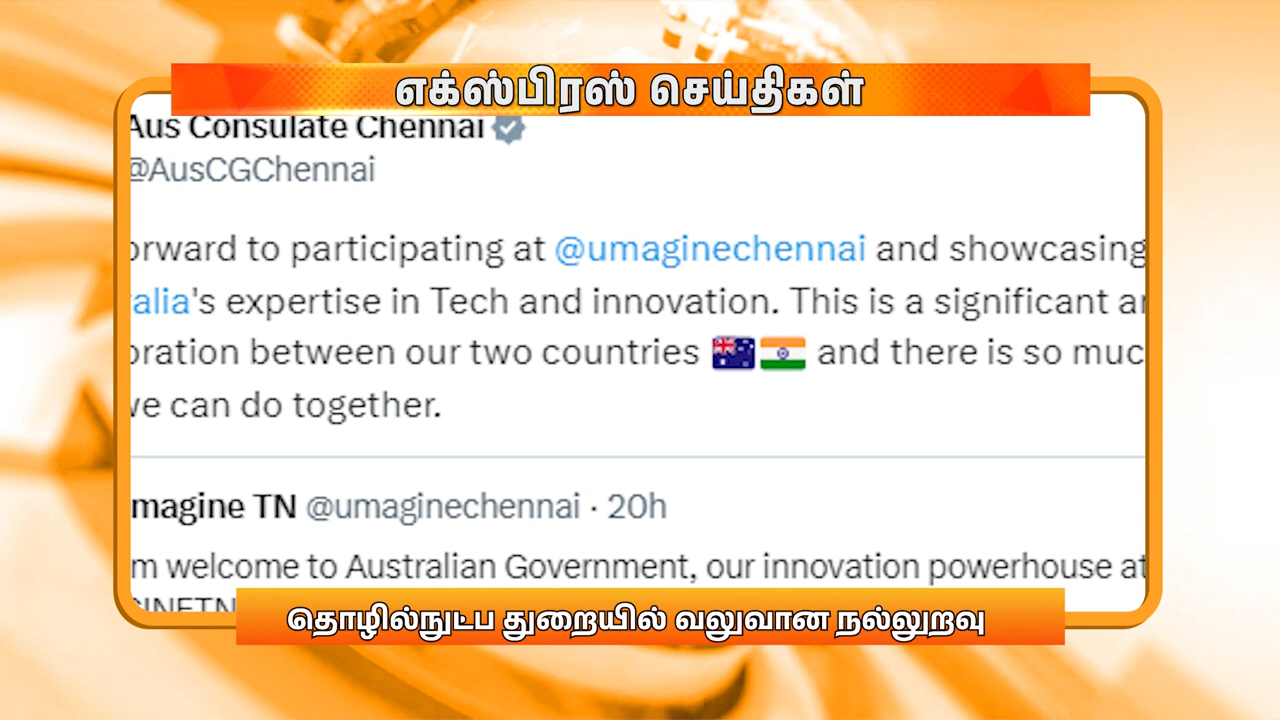 எக்ஸ்பிரஸ் செய்திகள்
Aus Consulate Chennai
@AusCGChennai
orward to participating at @umaginechennai and showcasing
alia's expertise in Tech and innovation. This is a significant ar
oration between our two countries 🇦🇺🇮🇳 and there is so muc
we can do together.
magine TN @umaginechennai · 20h
m welcome to Australian Government, our innovation powerhouse at
தொழில்நுட்ப துறையில் வலுவான நல்லுறவு